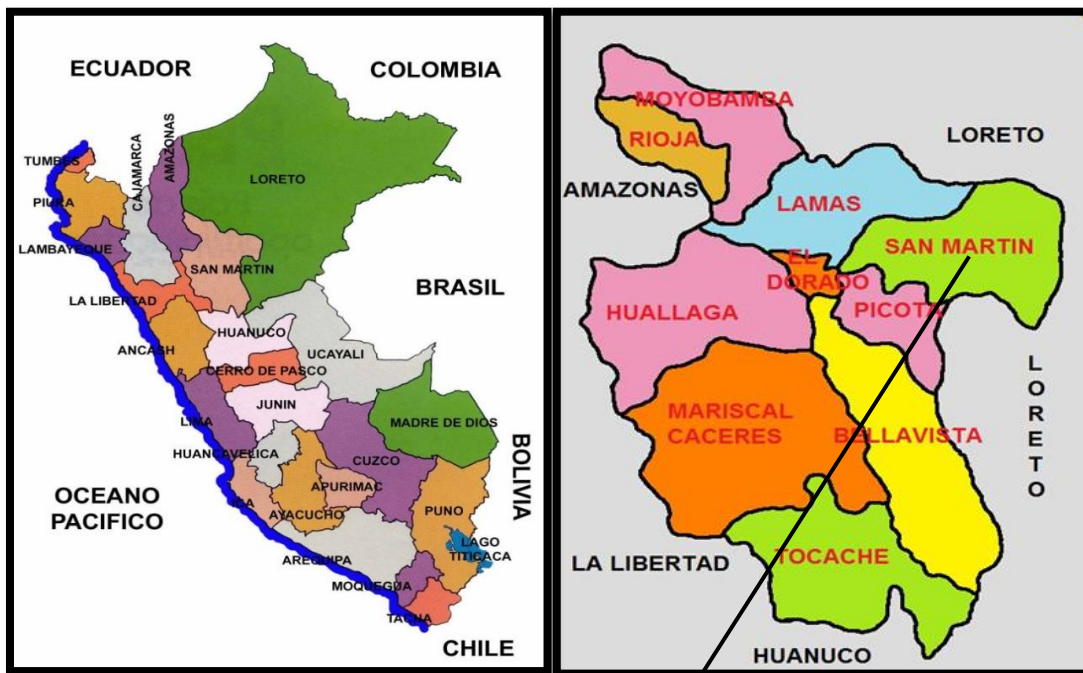 ECUADOR
COLOMBIA
TUMBES
CAJAMARCA
AMAZONAS
LORETO
PIURA
LAMBAYEQUE
SAN MARTIN
BRASIL
LA LIBERTAD
HUANUCO
UCAYALI
ANCASH
CERRO DE PASCO
JUNIN
LIMA
MADRE DE DIOS
HUANCAVELICA
CUZCO
BOLIVIA
APURIMAC
OCEANO
PACIFICO
ICA
AYACUCHO
PUNO
LAGO
TITICACA
AREQUIPA
MOQUEGUA
TACNA
CHILE
MOYOBAMBA
RIOJA
LORETO
AMAZONAS
LAMAS
SAN MARTIN
EL
DORADO
HUALLAGA
PICOTA
LORETO
MARISCAL
CACERES
BELLAVISTA
TOCACHE
LA LIBERTAD
HUANUCO